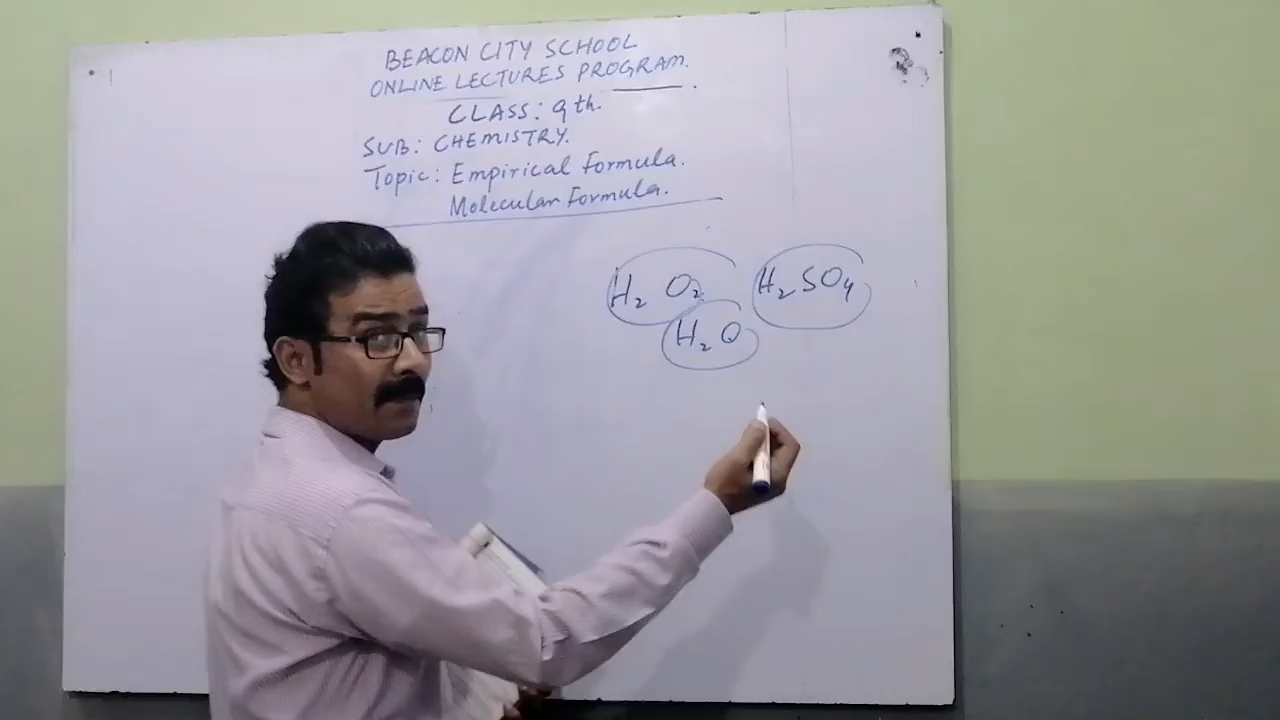 BEACON CITY SCHOOL
ONLINE LECTURES PROGRAM.
CLASS: 9th.
SUB: CHEMISTRY.
Topic: Empirical Formula.
Molecular Formula.
H₂ O₂ H₂SO₄
H₂O